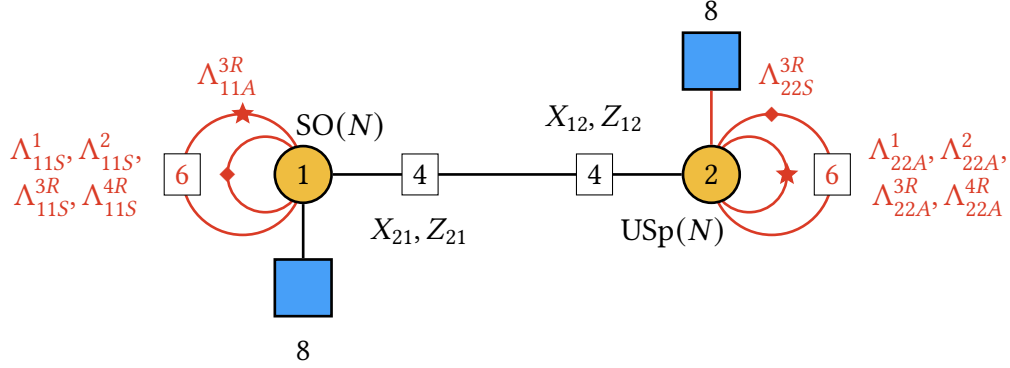 8
Λ^{3R}_{11A}
Λ^{3R}_{22S}
SO(N)
X_{12}, Z_{12}
Λ^1_{11S}, Λ^2_{11S},
Λ^{3R}_{11S}, Λ^{4R}_{11S}
6
1
4
4
2
6
Λ^1_{22A}, Λ^2_{22A},
Λ^{3R}_{22A}, Λ^{4R}_{22A}
X_{21}, Z_{21}
USp(N)
8